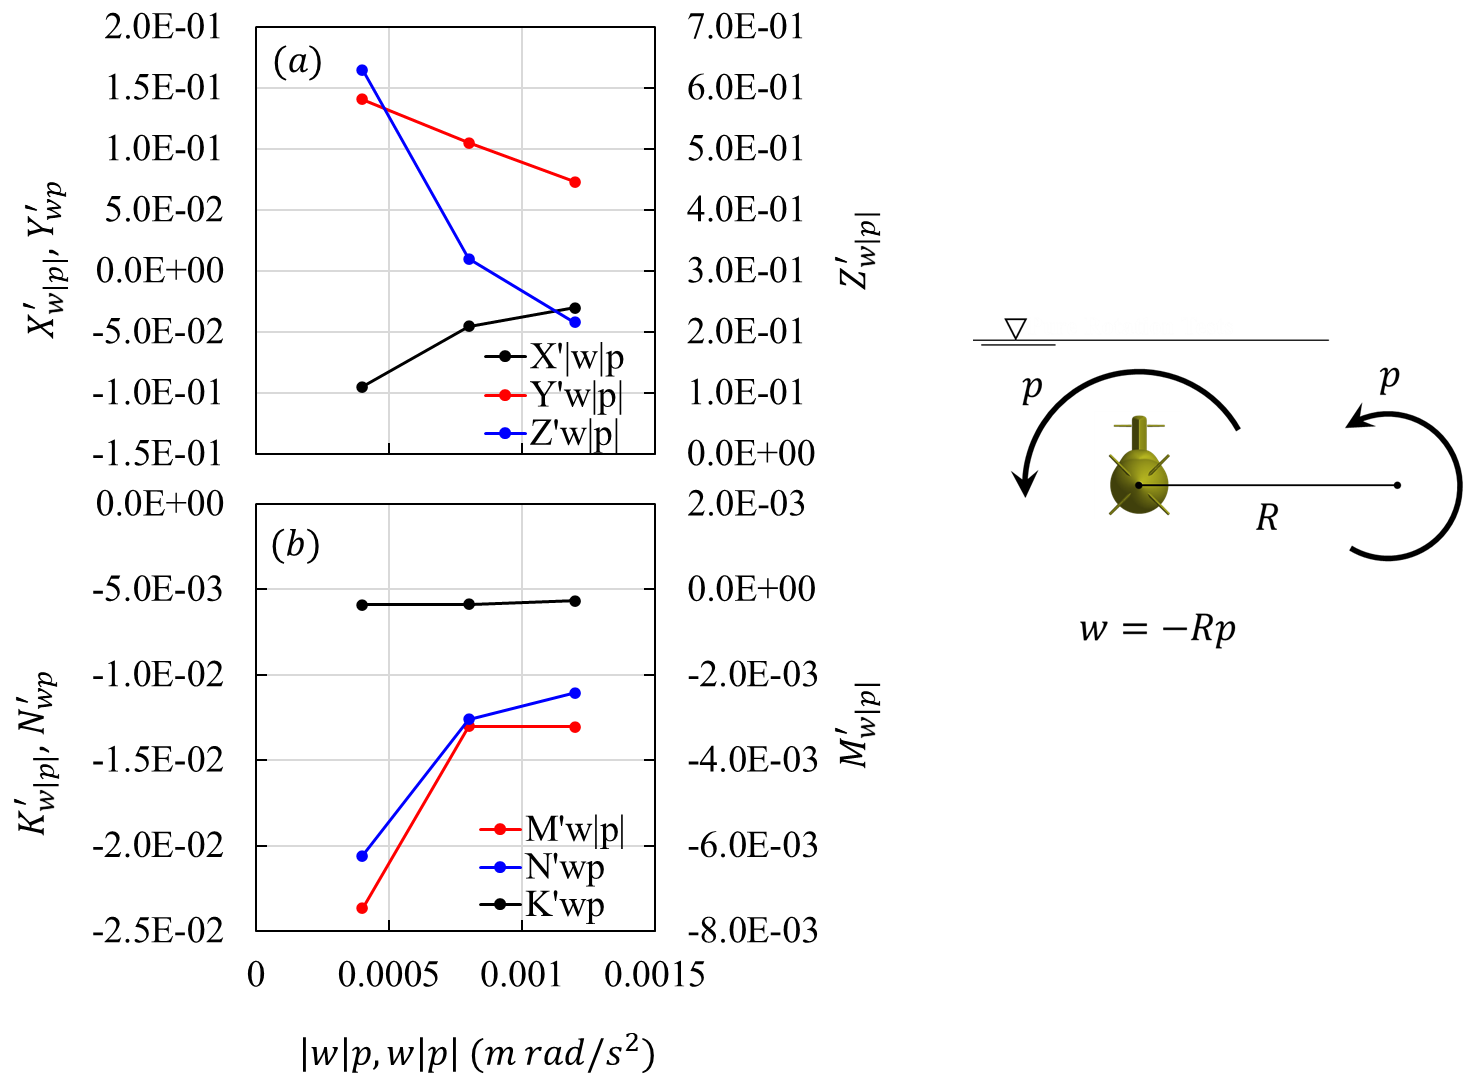 (a)
2.0E-01
1.5E-01
1.0E-01
5.0E-02
0.0E+00
-5.0E-02
-1.0E-01
-1.5E-01
X′w|p|, Y′wp
7.0E-01
6.0E-01
5.0E-01
4.0E-01
3.0E-01
2.0E-01
1.0E-01
0.0E+00
Z′w|p|
X'|w|p
Y'w|p|
Z'w|p|
(b)
0.0E+00
-5.0E-03
-1.0E-02
-1.5E-02
-2.0E-02
-2.5E-02
K′w|p|, N′wp
2.0E-03
0.0E+00
-2.0E-03
-4.0E-03
-6.0E-03
-8.0E-03
M′w|p|
M'w|p|
N'wp
K'wp
0 0.0005 0.001 0.0015
|w|p, w|p| (m rad/s²)
p
p
R
w = −Rp